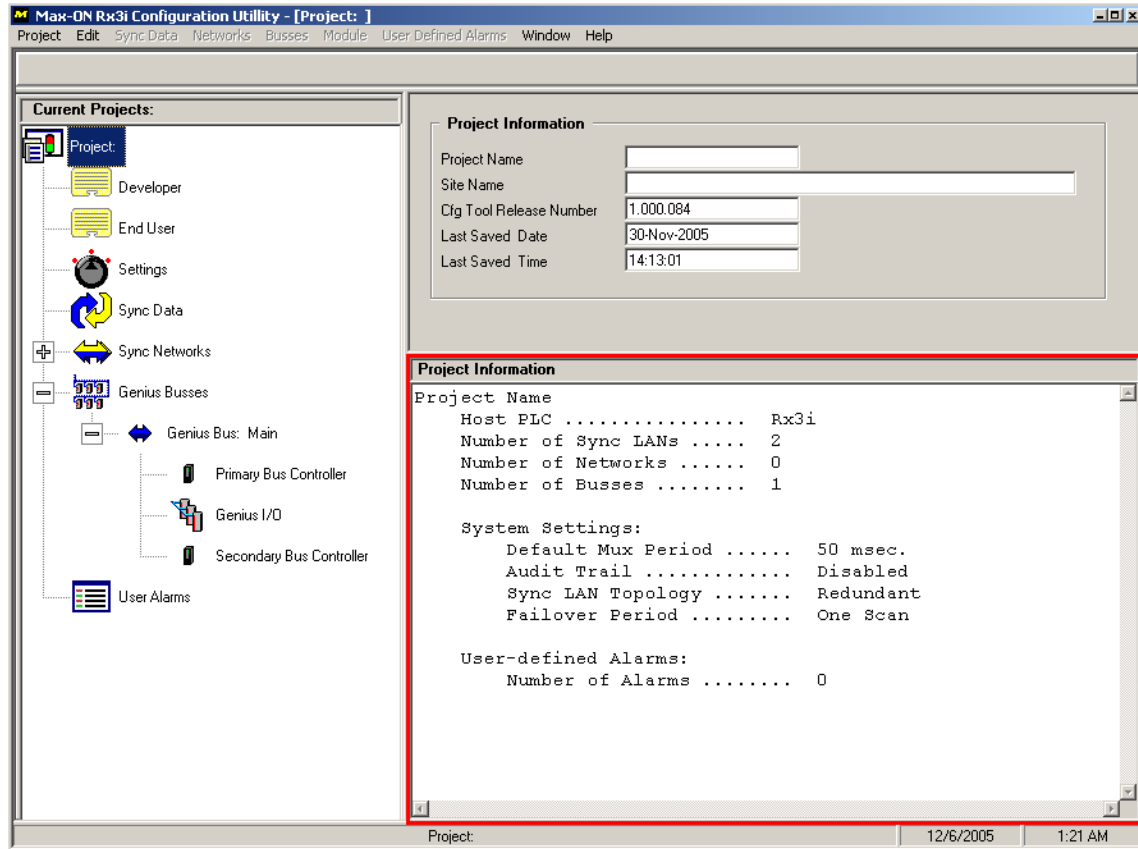 Max-ON Rx3i Configuration Utillity - [Project: ]
Project Edit Sync Data Networks Busses Module User Defined Alarms Window Help
Current Projects:
Project:
Developer
End User
Settings
Sync Data
Sync Networks
Genius Busses
Genius Bus: Main
Primary Bus Controller
Genius I/O
Secondary Bus Controller
User Alarms
Project Information
Project Name
Site Name
Cfg Tool Release Number 1.000.084
Last Saved Date 30-Nov-2005
Last Saved Time 14:13:01
Project Information
Project Name
Host PLC ................ Rx3i
Number of Sync LANs ..... 2
Number of Networks ...... 0
Number of Busses ........ 1
System Settings:
Default Mux Period ...... 50 msec.
Audit Trail ............. Disabled
Sync LAN Topology ....... Redundant
Failover Period ......... One Scan
User-defined Alarms:
Number of Alarms ........ 0
Project: 12/6/2005 1:21 AM